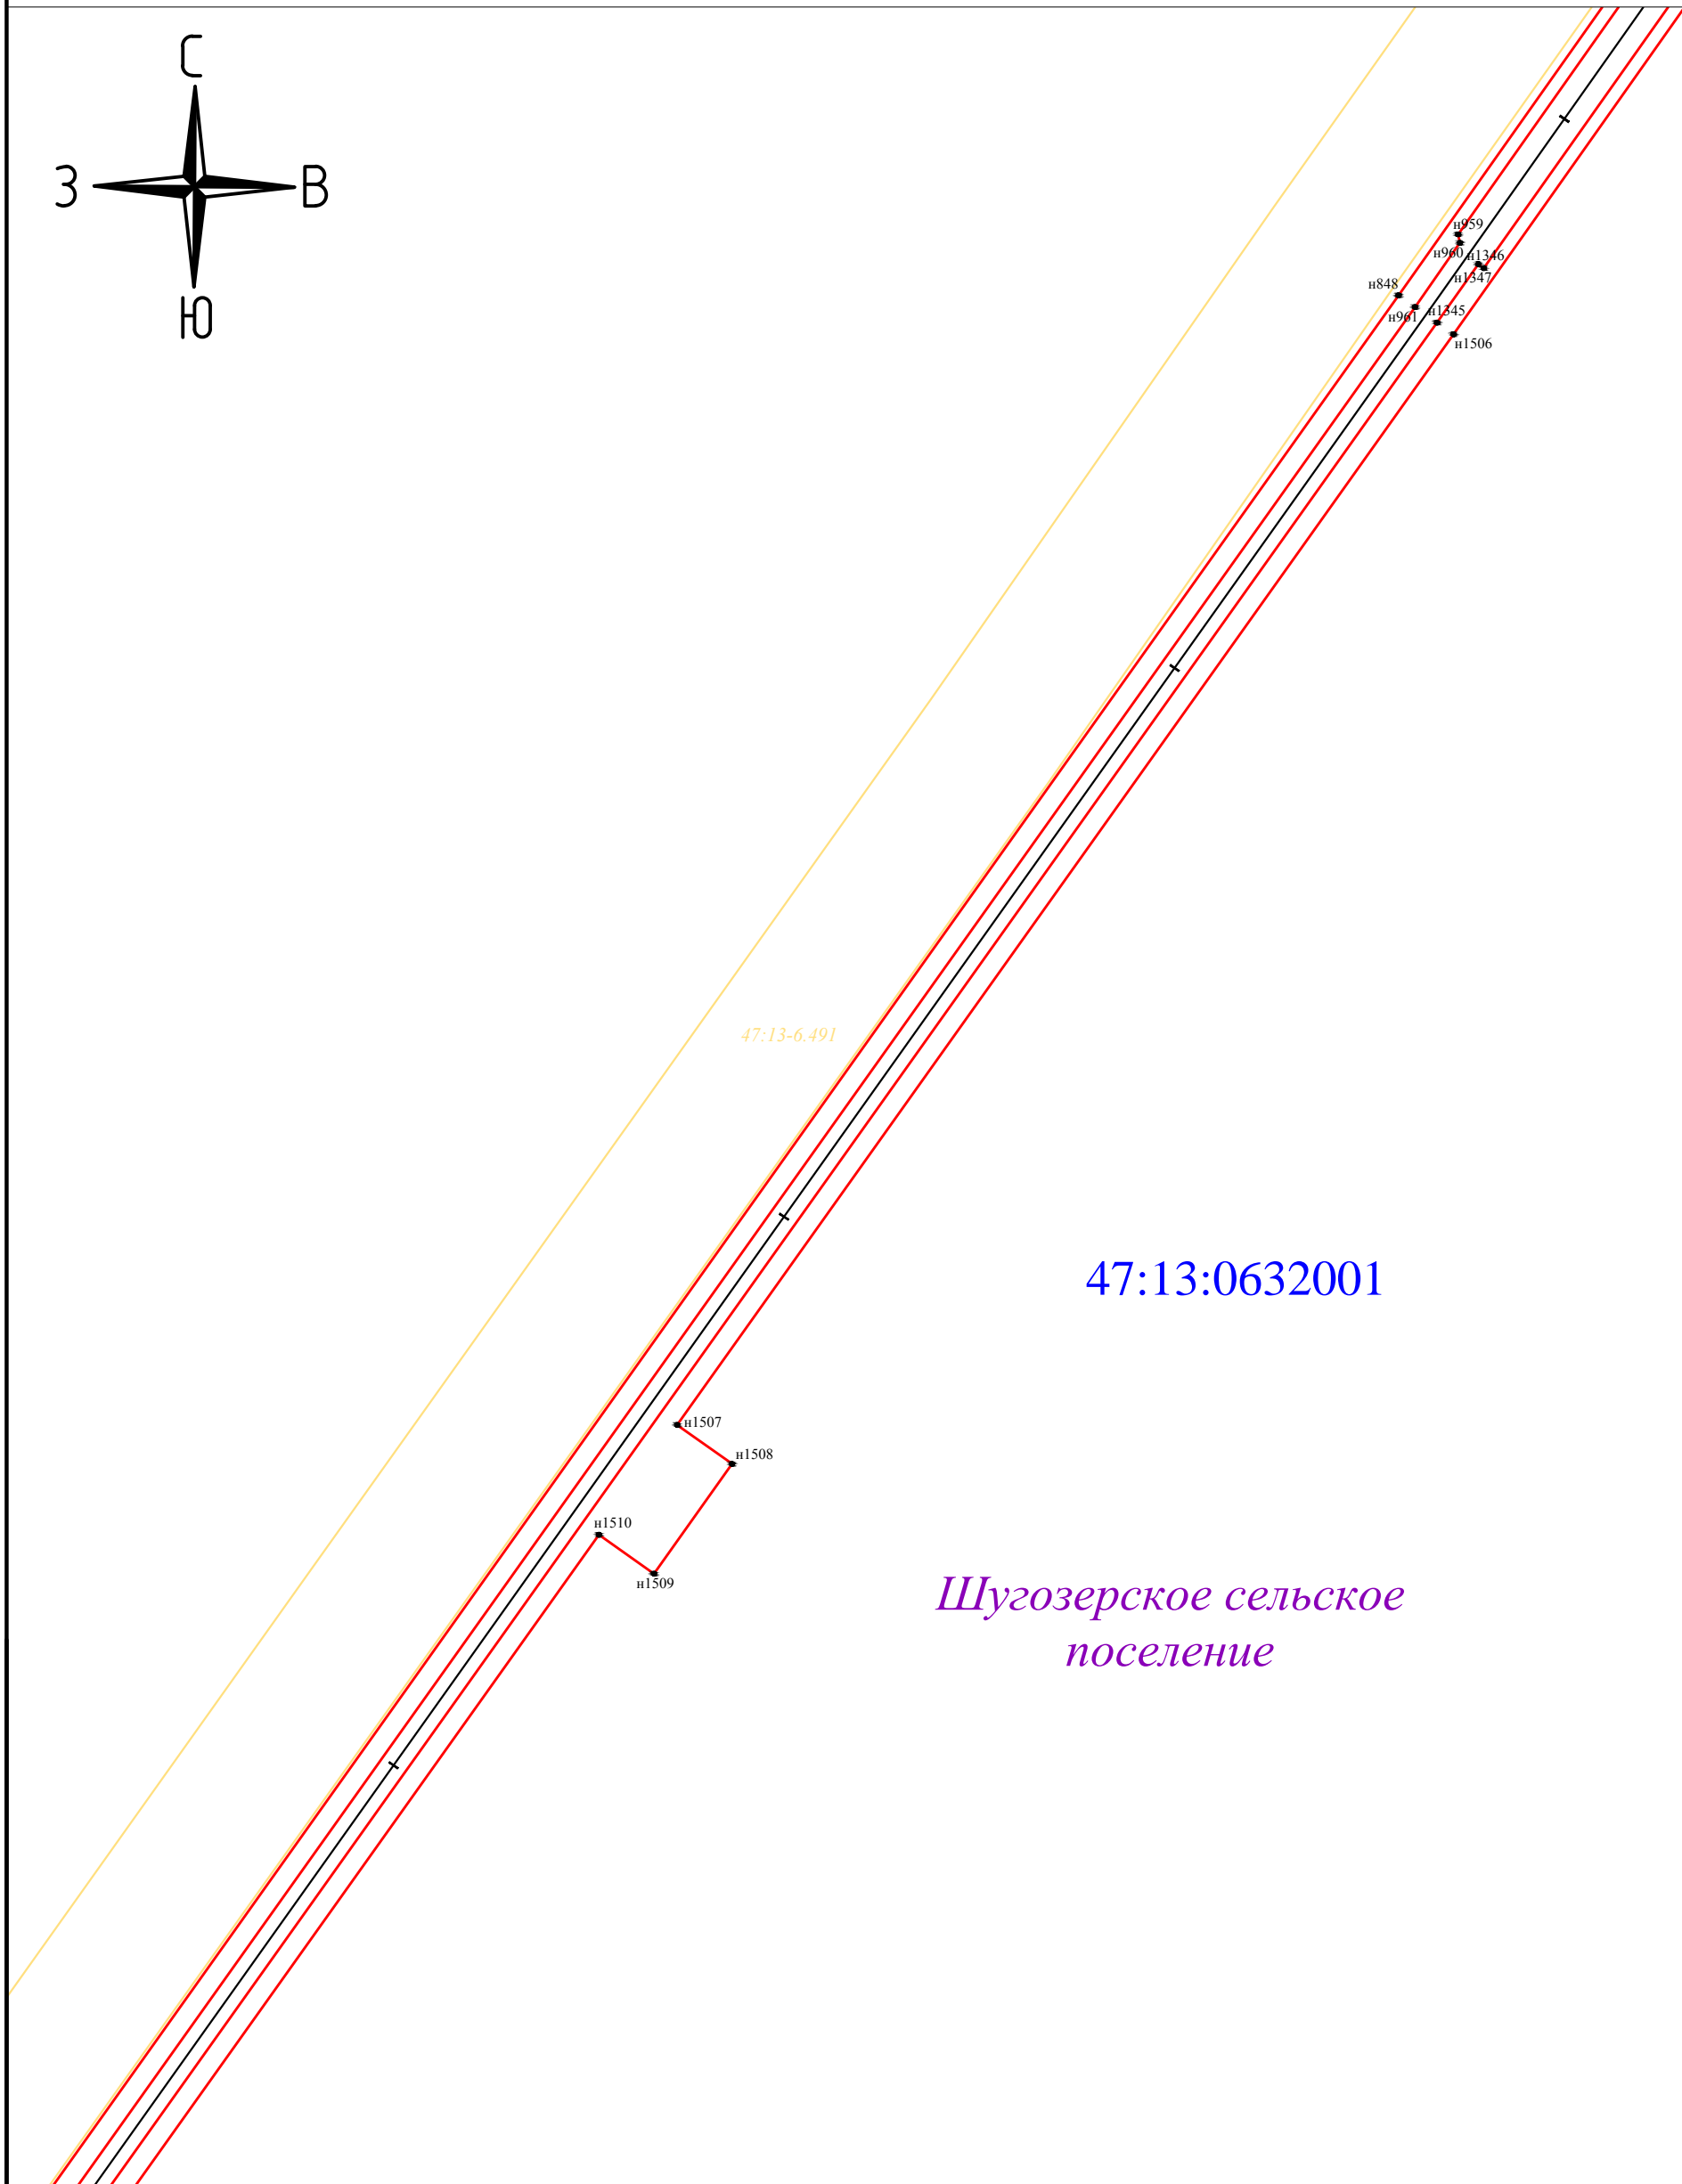 С
З
В
Ю
н959
н960
н1346
н1347
н848
н961
н1345
н1506
47:13-6.491
47:13:0632001
н1507
н1508
н1510
н1509
Шугозерское сельское
поселение